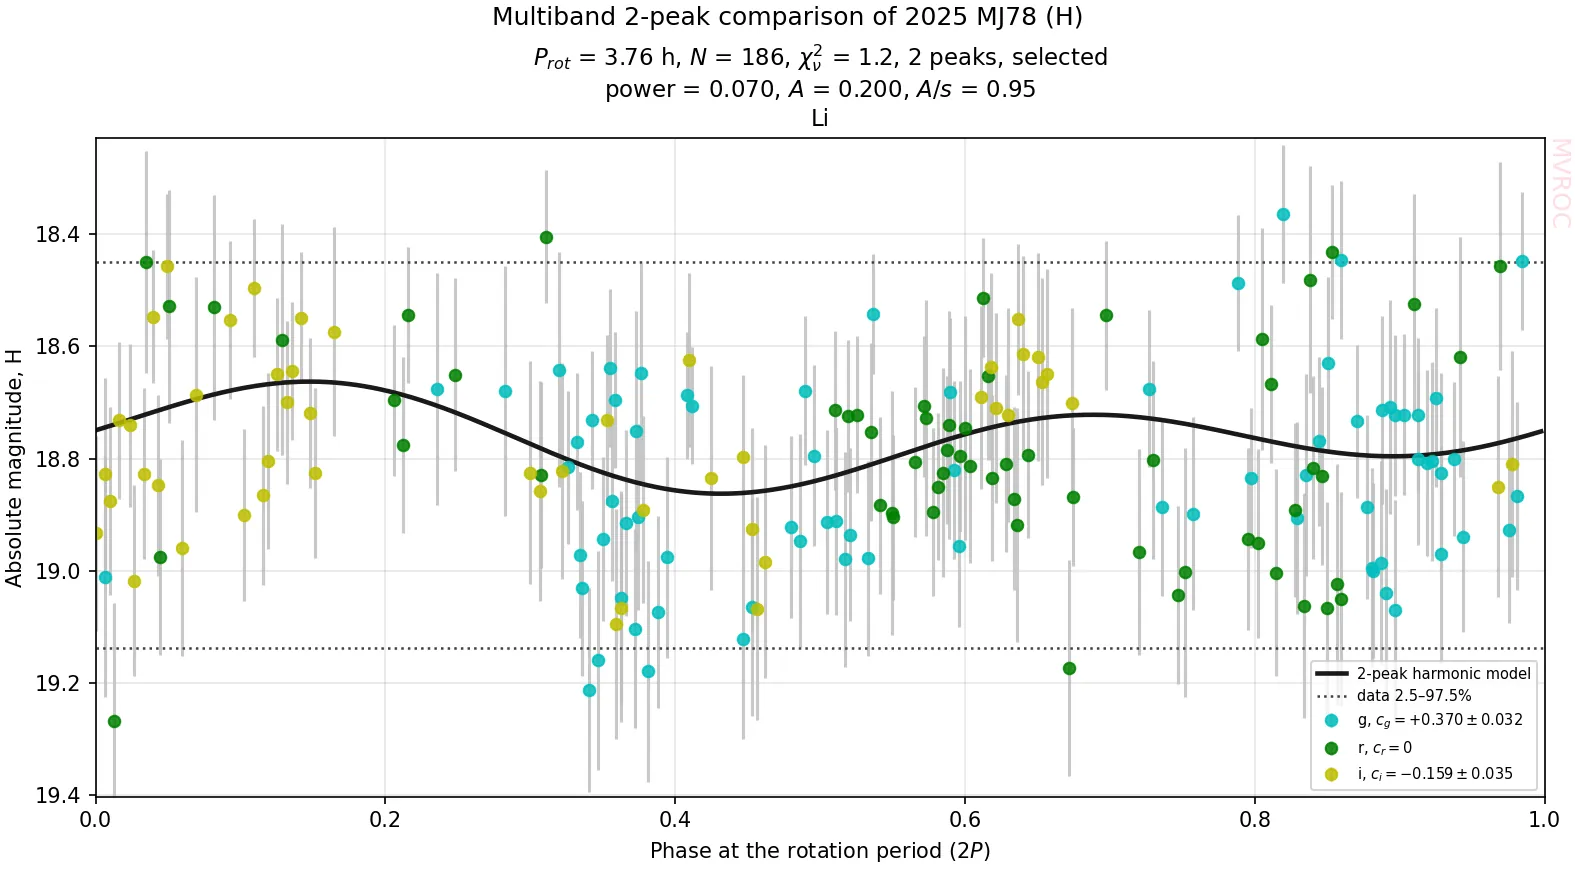 Multiband 2-peak comparison of 2025 MJ78 (H)
P_rot = 3.76 h, N = 186, χ²_ν = 1.2, 2 peaks, selected
power = 0.070, A = 0.200, A/s = 0.95
Li
MVROC
Absolute magnitude, H
18.4
18.6
18.8
19.0
19.2
19.4
2-peak harmonic model
data 2.5–97.5%
g, c_g = +0.370 ± 0.032
r, c_r = 0
i, c_i = −0.159 ± 0.035
0.0 0.2 0.4 0.6 0.8 1.0
Phase at the rotation period (2P)